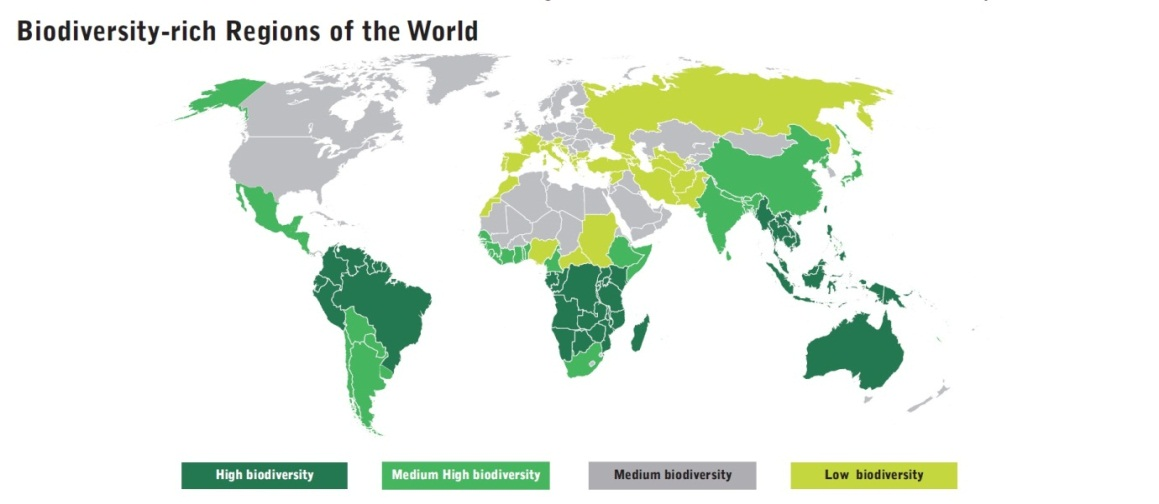 Biodiversity-rich Regions of the World
High biodiversity
Medium High biodiversity
Medium biodiversity
Low biodiversity